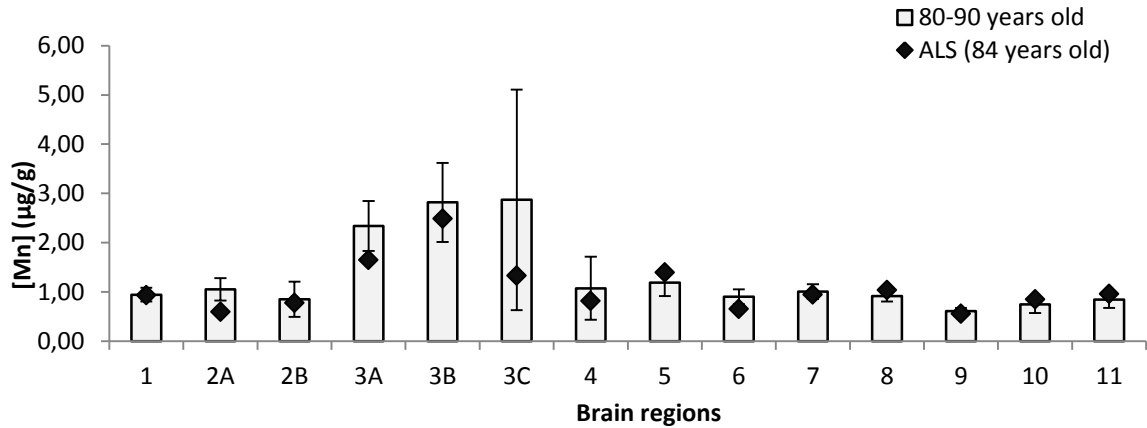 80-90 years old
ALS (84 years old)
6,00
5,00
4,00
3,00
2,00
1,00
0,00
[Mn] (µg/g)
1 2A 2B 3A 3B 3C 4 5 6 7 8 9 10 11
Brain regions